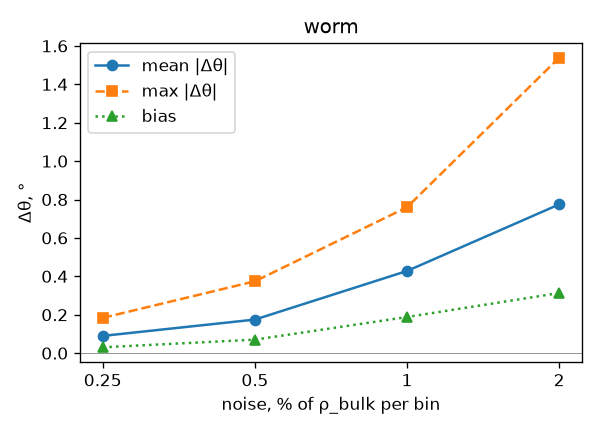 worm
mean |Δθ|
max |Δθ|
bias
Δθ, °
1.6
1.4
1.2
1.0
0.8
0.6
0.4
0.2
0.0
0.25 0.5 1 2
noise, % of ρ_bulk per bin